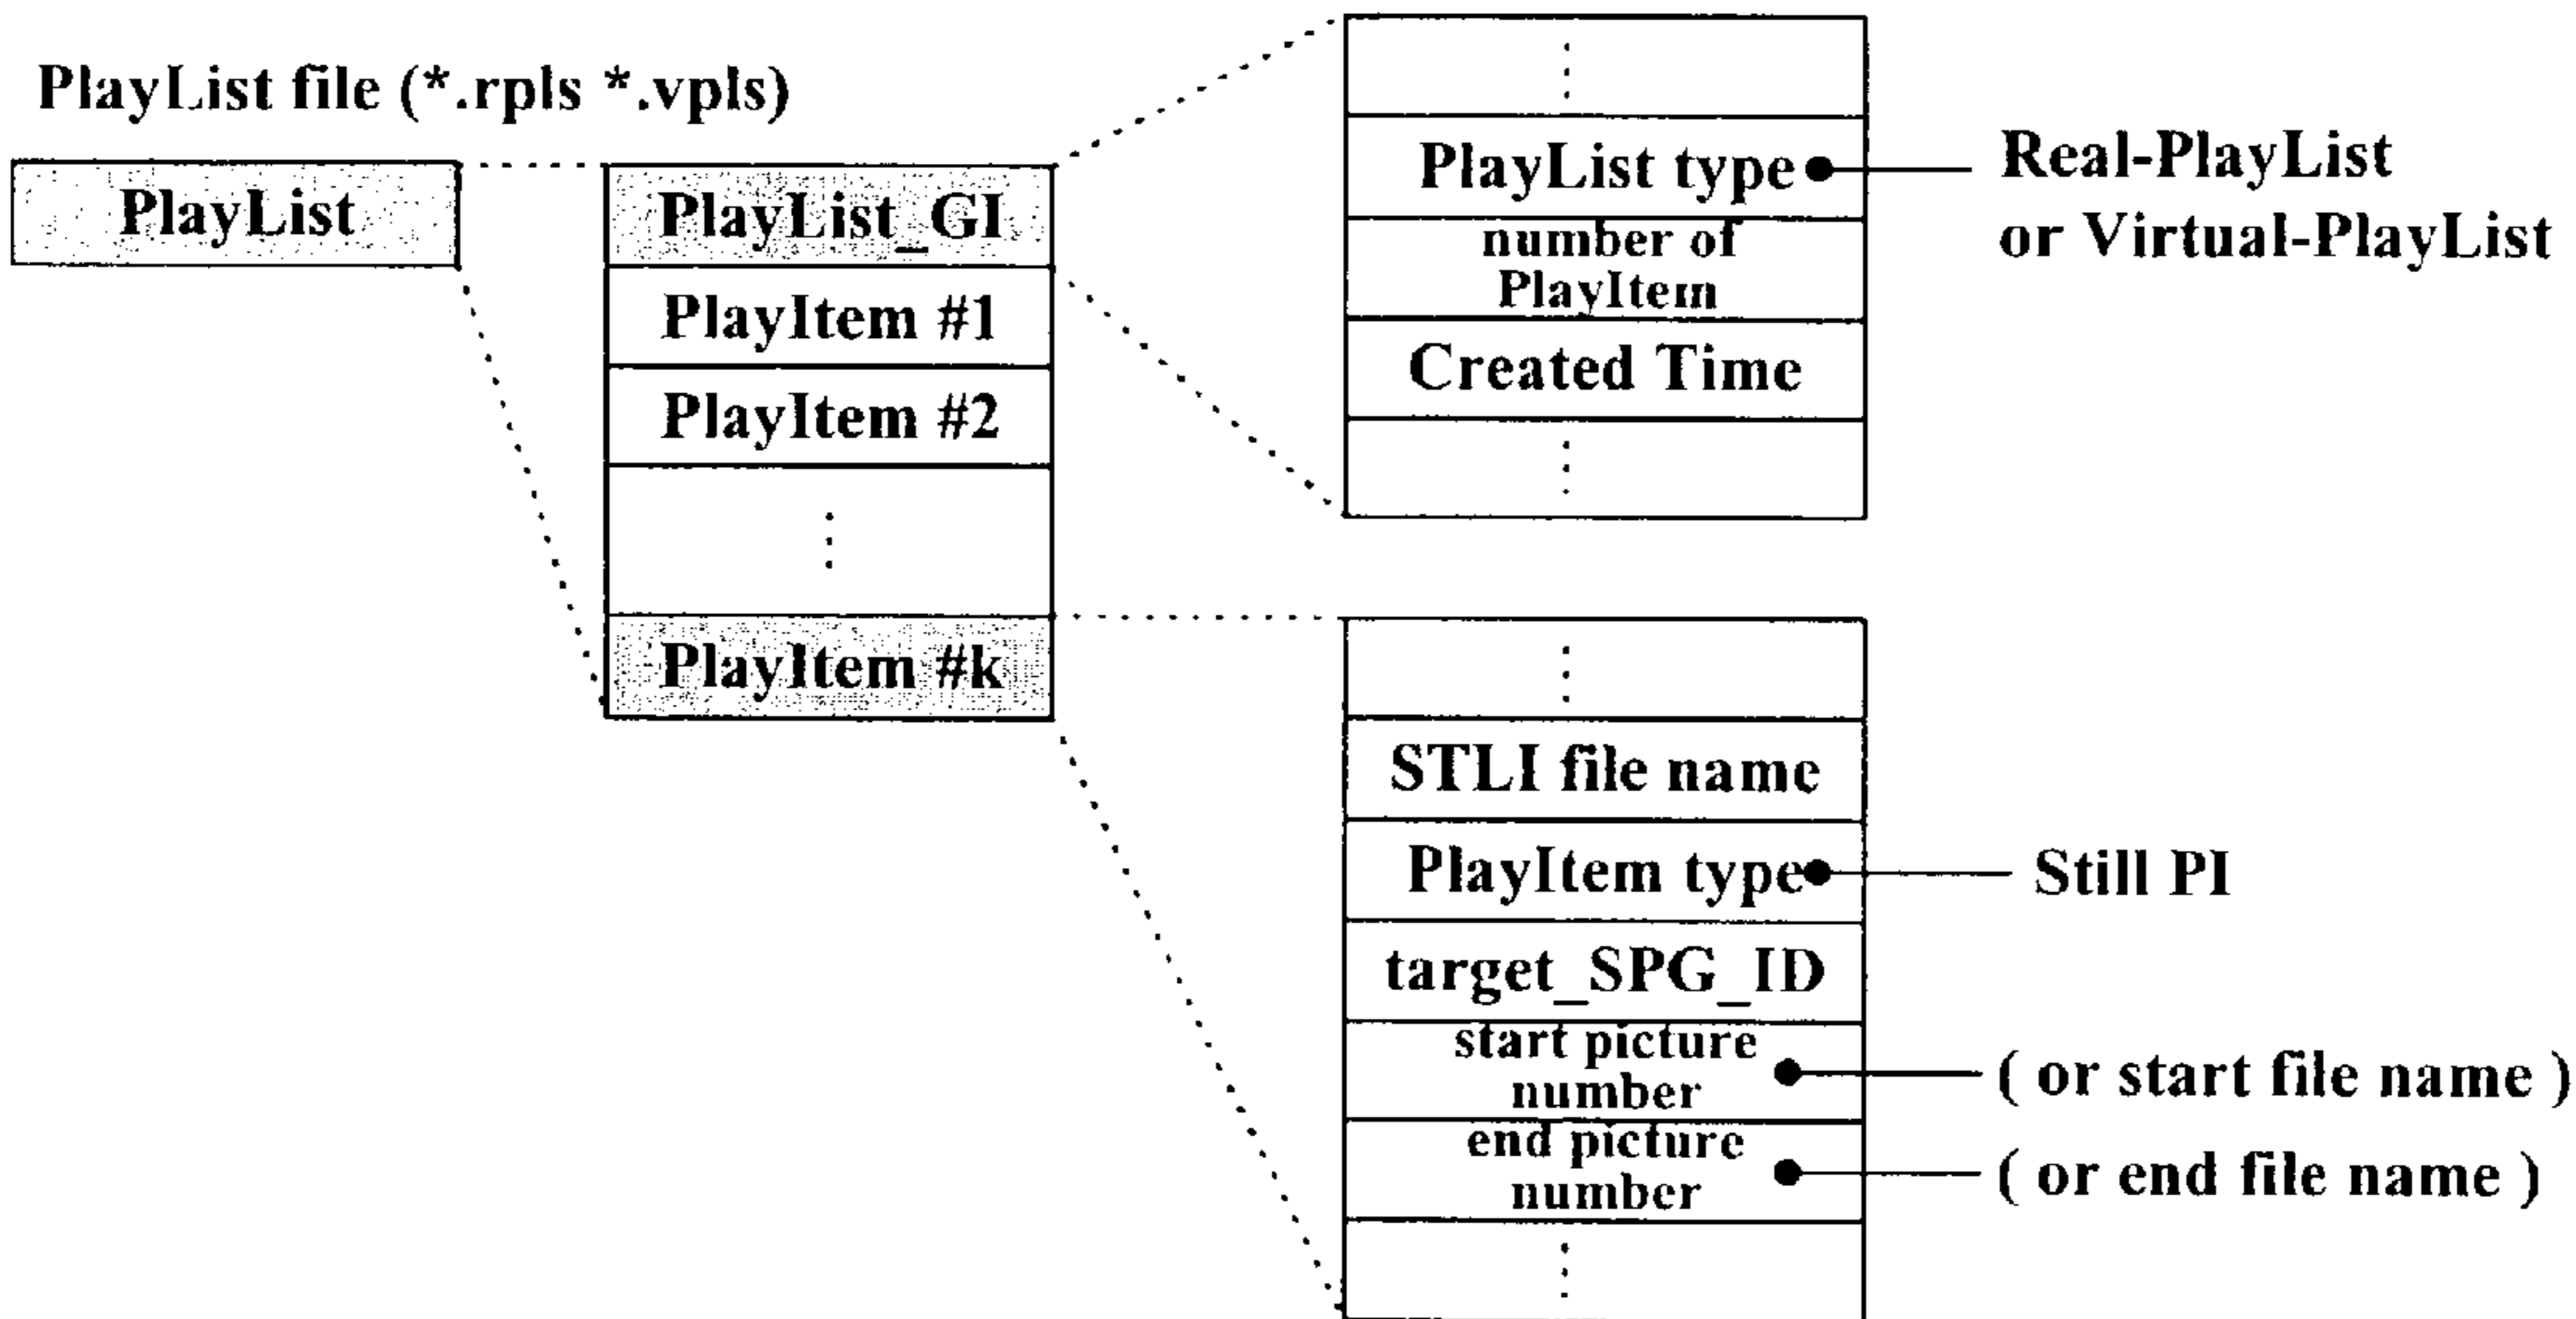 PlayList file (*.rpls *.vpls)
PlayList
PlayList_GI
PlayItem #1
PlayItem #2
PlayItem #k
PlayList type
Real-PlayList
or Virtual-PlayList
number of
PlayItem
Created Time
STLI file name
PlayItem type
Still PI
target_SPG_ID
start picture
number
( or start file name )
end picture
number
( or end file name )